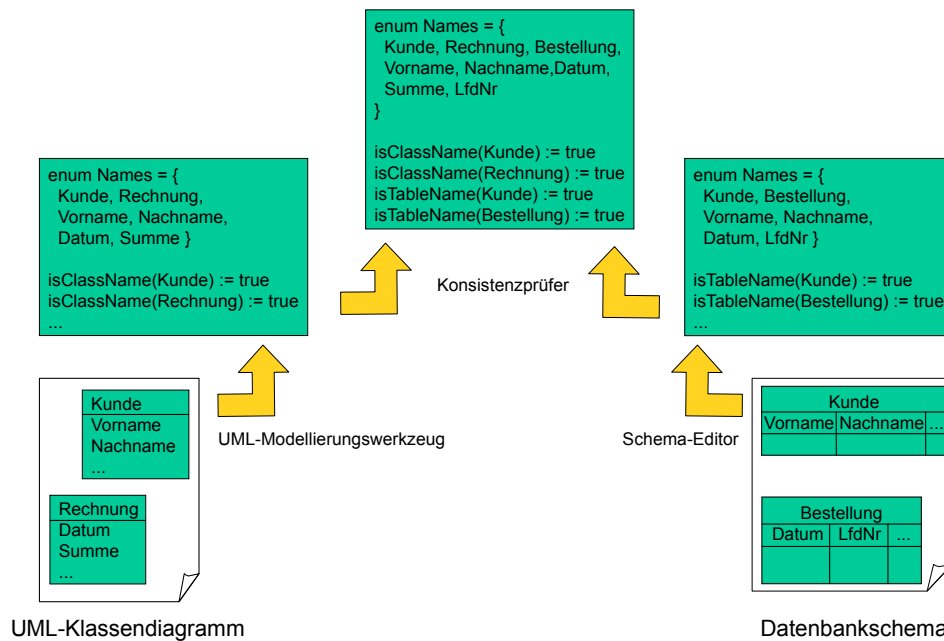 enum Names = {
Kunde, Rechnung, Bestellung,
Vorname, Nachname,Datum,
Summe, LfdNr
}
isClassName(Kunde) := true
isClassName(Rechnung) := true
isTableName(Kunde) := true
isTableName(Bestellung) := true
enum Names = {
Kunde, Rechnung,
Vorname, Nachname,
Datum, Summe }
isClassName(Kunde) := true
isClassName(Rechnung) := true
...
Konsistenzprüfer
enum Names = {
Kunde, Bestellung,
Vorname, Nachname,
Datum, LfdNr }
isTableName(Kunde) := true
isTableName(Bestellung) := true
...
Kunde
Vorname
Nachname
...
Rechnung
Datum
Summe
...
UML-Modellierungswerkzeug
Schema-Editor
Kunde
Vorname Nachname ...
Bestellung
Datum LfdNr ...
UML-Klassendiagramm
Datenbankschema